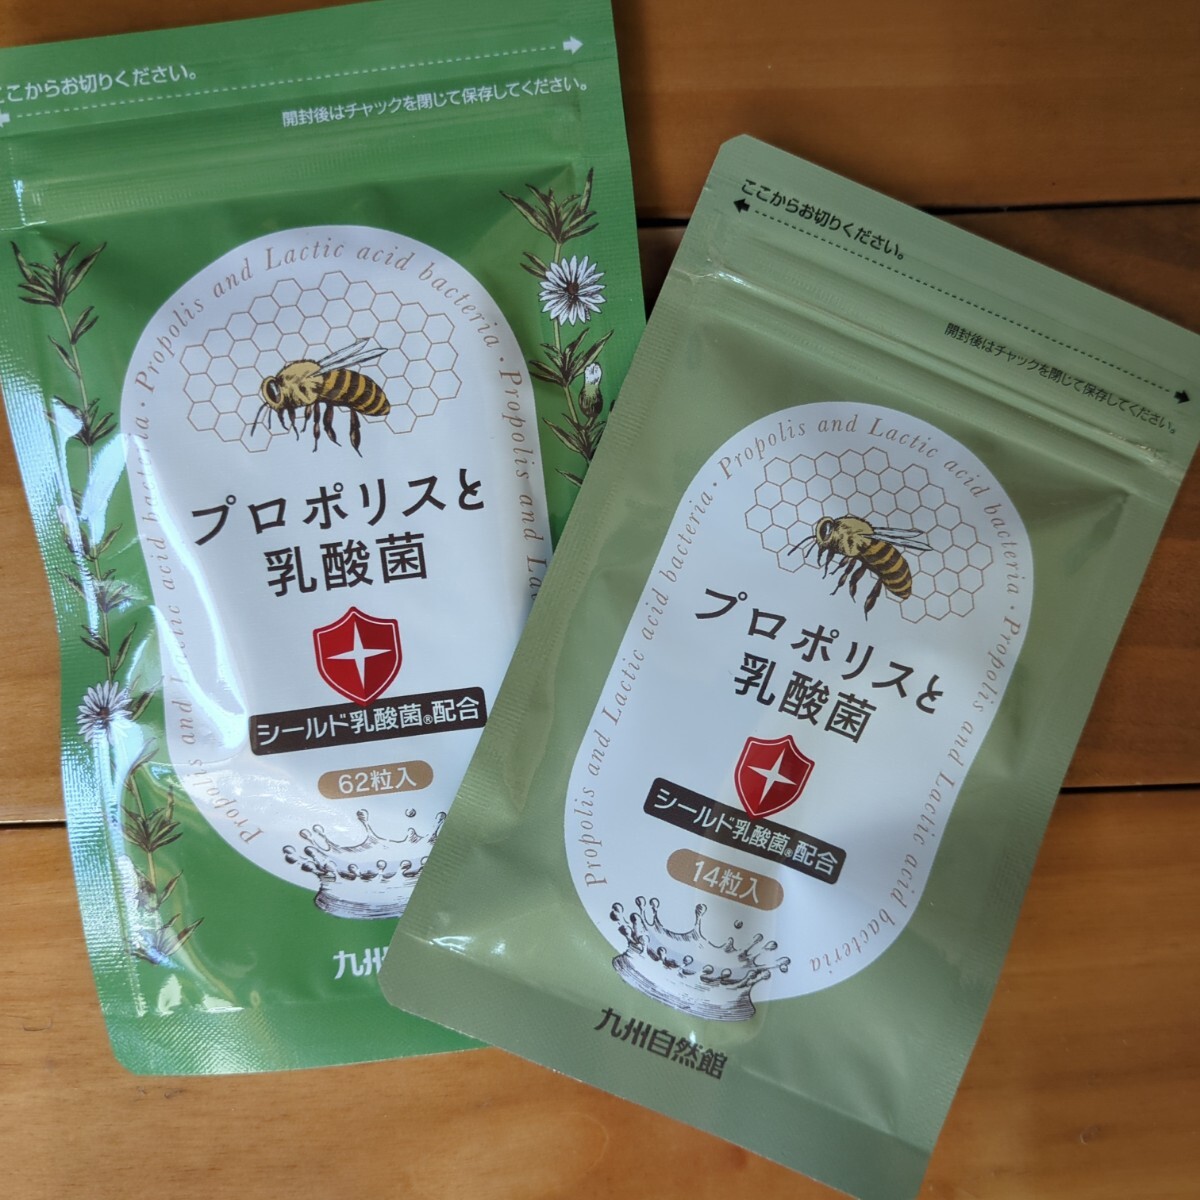 ここからお切りください。
開封後はチャックを閉じて保存してください。
Propolis and Lactic acid bacteria · Propolis and
Propolis and Lactic acid bacteria
プロポリスと
乳酸菌
シールド乳酸菌®配合
62粒入
九州
ここからお切りください。
開封後はチャックを閉じて保存してください。
Propolis and Lactic acid bacteria · Propolis and Lactic acid bacteria · Propolis and Lactic acid bacteria
プロポリスと
乳酸菌
シールド乳酸菌®配合
14粒入
九州自然館